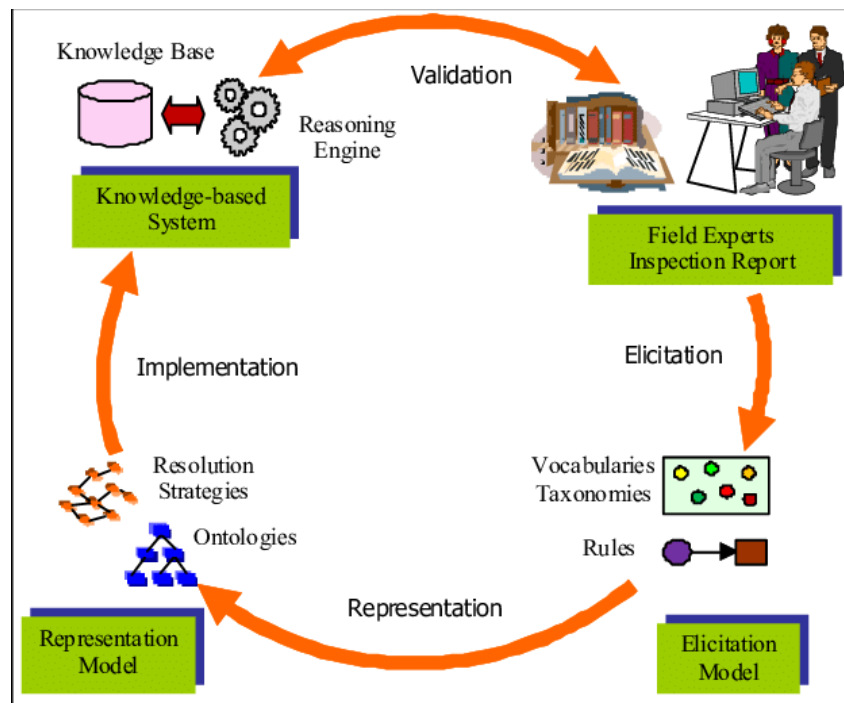 Knowledge Base
Validation
Reasoning
Engine
Knowledge-based
System
Field Experts
Inspection Report
Implementation
Elicitation
Resolution
Strategies
Vocabularies
Taxonomies
Ontologies
Rules
Representation
Representation
Model
Elicitation
Model